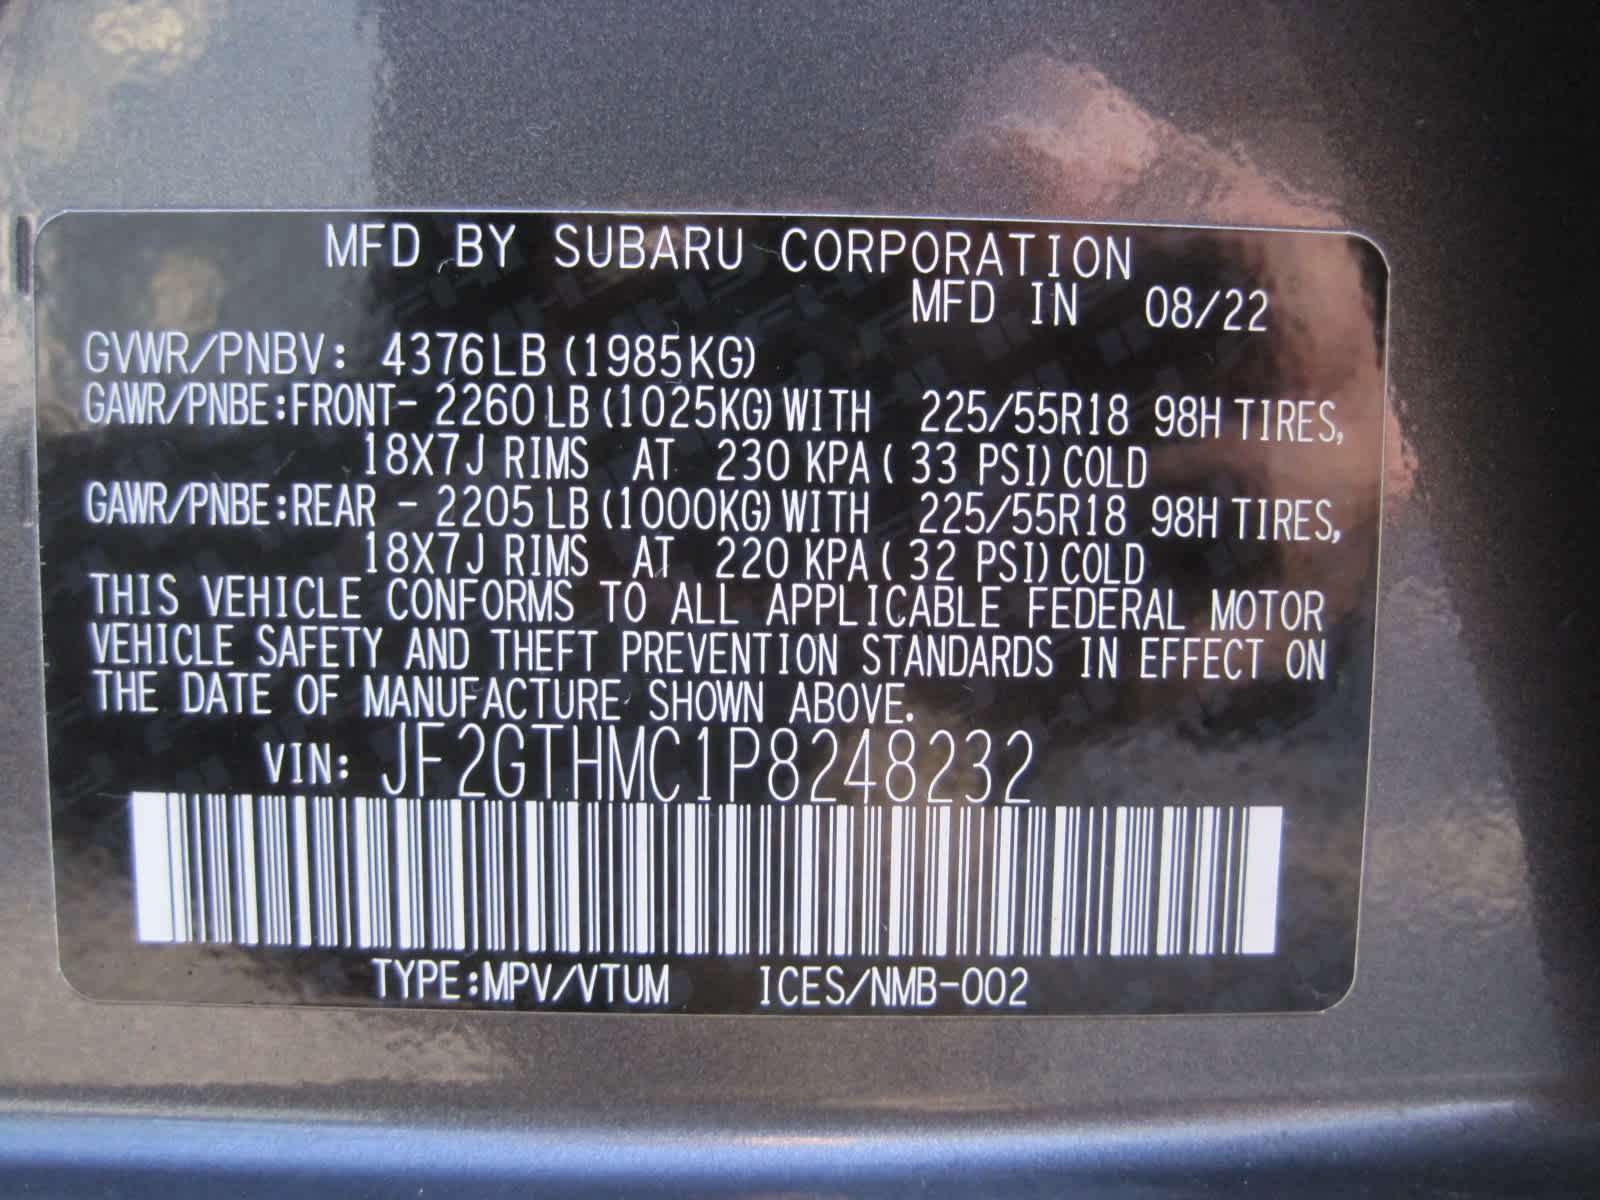 MFD BY SUBARU CORPORATION
MFD IN 08/22
GVWR/PNBV: 4376LB (1985KG)
GAWR/PNBE:FRONT- 2260 LB (1025KG) WITH 225/55R18 98H TIRES,
18X7J RIMS AT 230 KPA ( 33 PSI) COLD
GAWR/PNBE:REAR - 2205 LB (1000KG) WITH 225/55R18 98H TIRES,
18X7J RIMS AT 220 KPA ( 32 PSI) COLD
THIS VEHICLE CONFORMS TO ALL APPLICABLE FEDERAL MOTOR
VEHICLE SAFETY AND THEFT PREVENTION STANDARDS IN EFFECT ON
THE DATE OF MANUFACTURE SHOWN ABOVE.
VIN: JF2GTHMC1P8248232
TYPE:MPV/VTUM ICES/NMB-002